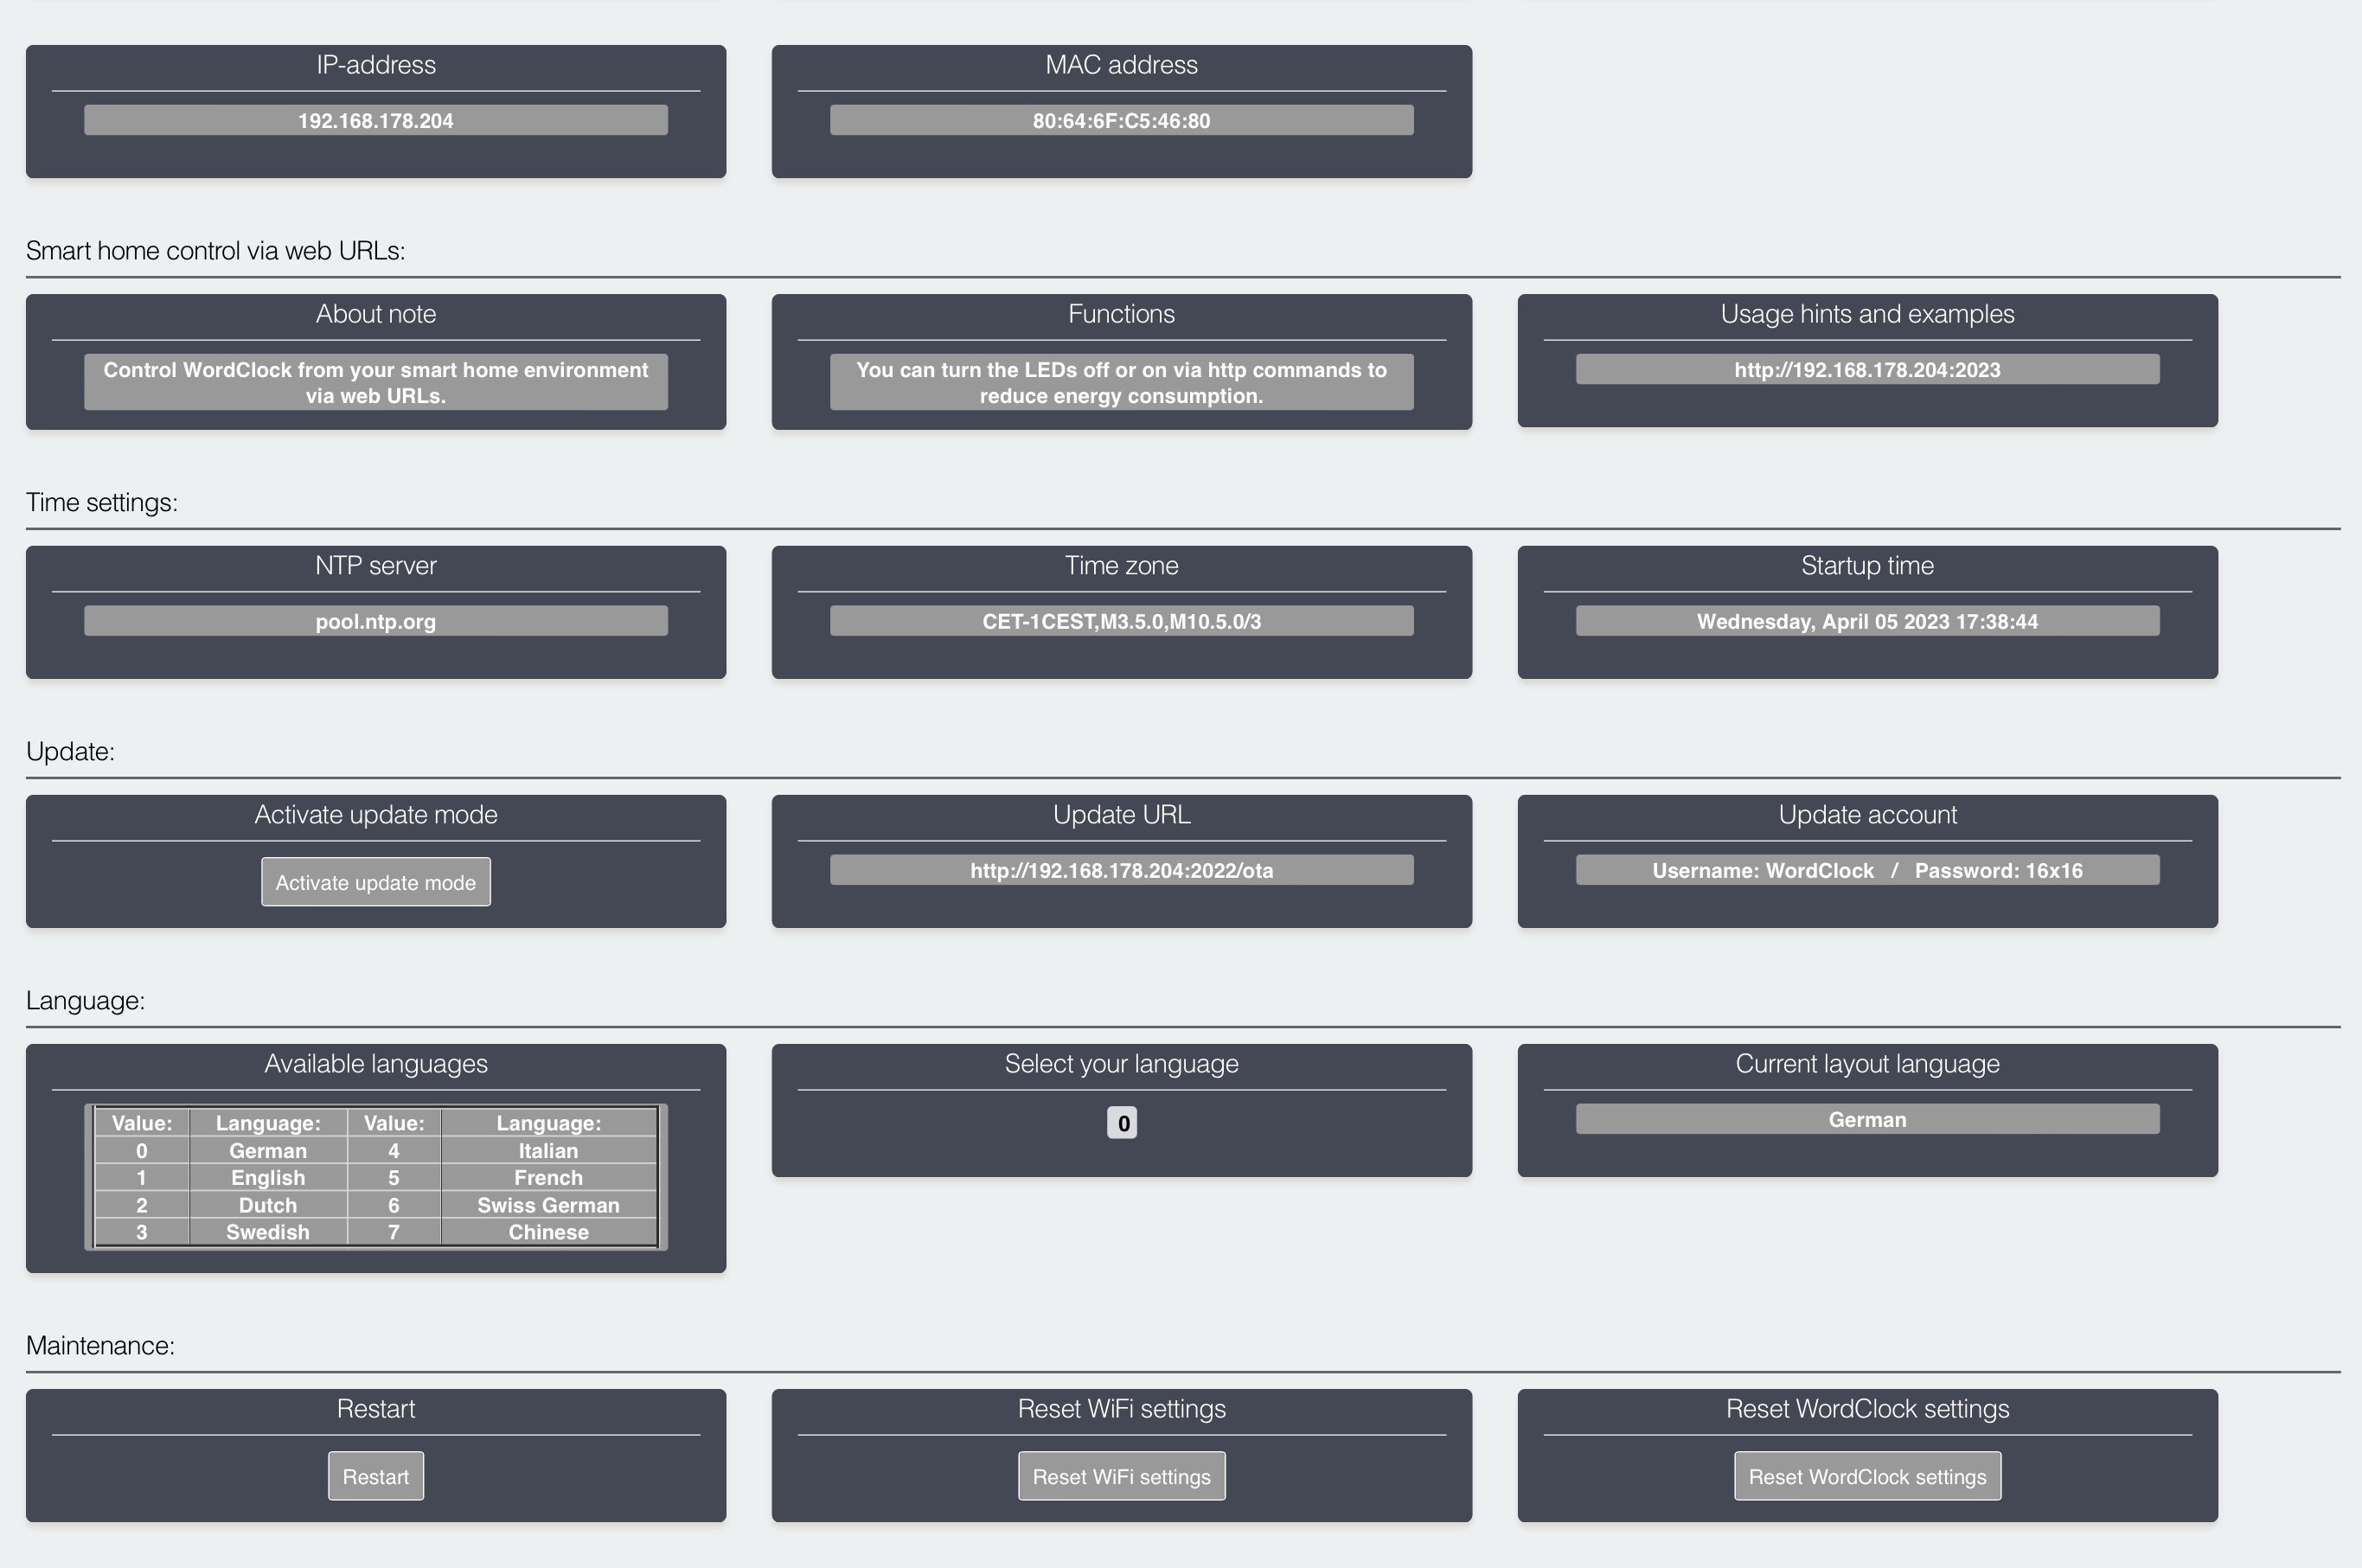 IP-address
192.168.178.204
MAC address
80:64:6F:C5:46:80
Smart home control via web URLs:
About note
Control WordClock from your smart home environment
via web URLs.
Functions
You can turn the LEDs off or on via http commands to
reduce energy consumption.
Usage hints and examples
http://192.168.178.204:2023
Time settings:
NTP server
pool.ntp.org
Time zone
CET-1CEST,M3.5.0,M10.5.0/3
Startup time
Wednesday, April 05 2023 17:38:44
Update:
Activate update mode
Activate update mode
Update URL
http://192.168.178.204:2022/ota
Update account
Username: WordClock / Password: 16x16
Language:
Available languages
Value: Language: Value: Language:
0 German 4 Italian
1 English 5 French
2 Dutch 6 Swiss German
3 Swedish 7 Chinese
Select your language
0
Current layout language
German
Maintenance:
Restart
Restart
Reset WiFi settings
Reset WiFi settings
Reset WordClock settings
Reset WordClock settings